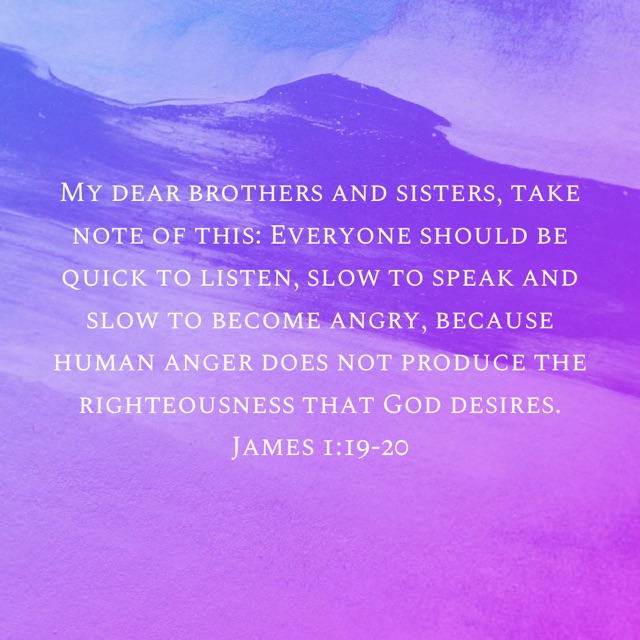 My dear brothers and sisters, take
note of this: Everyone should be
quick to listen, slow to speak and
slow to become angry, because
human anger does not produce the
righteousness that God desires.
James 1:19-20